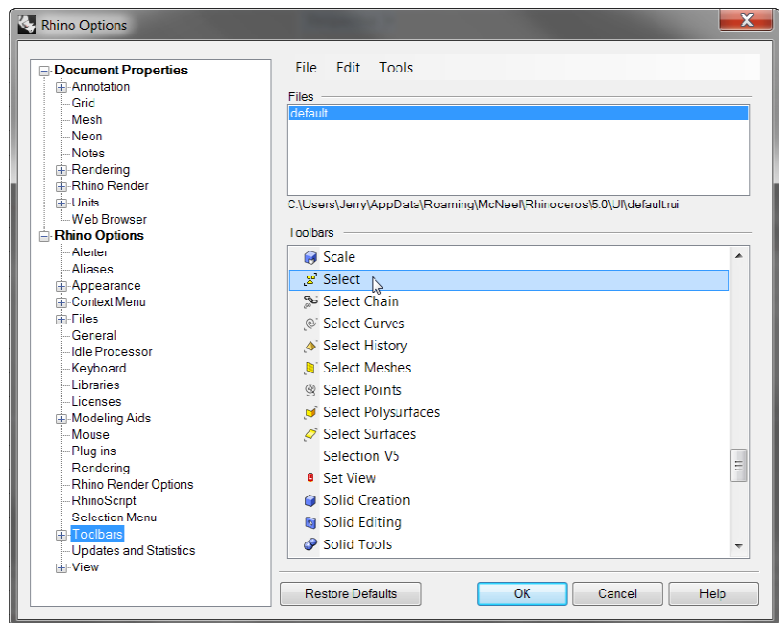 Rhino Options
Document Properties
Annotation
Grid
Mesh
Neon
Notes
Rendering
Rhino Render
Units
Web Browser
Rhino Options
Alerter
Aliases
Appearance
Context Menu
Files
General
Idle Processor
Keyboard
Libraries
Licenses
Modeling Aids
Mouse
Plug ins
Rendering
Rhino Render Options
RhinoScript
Selection Menu
Toolbars
Updates and Statistics
View
File Edit Tools
Files
default
C:\Users\Jerry\AppData\Roaming\McNeel\Rhinoceros\5.0\UI\default.rui
Toolbars
Scale
Select
Select Chain
Select Curves
Select History
Select Meshes
Select Points
Select Polysurfaces
Select Surfaces
Selection V5
Set View
Solid Creation
Solid Editing
Solid Tools
Restore Defaults OK Cancel Help